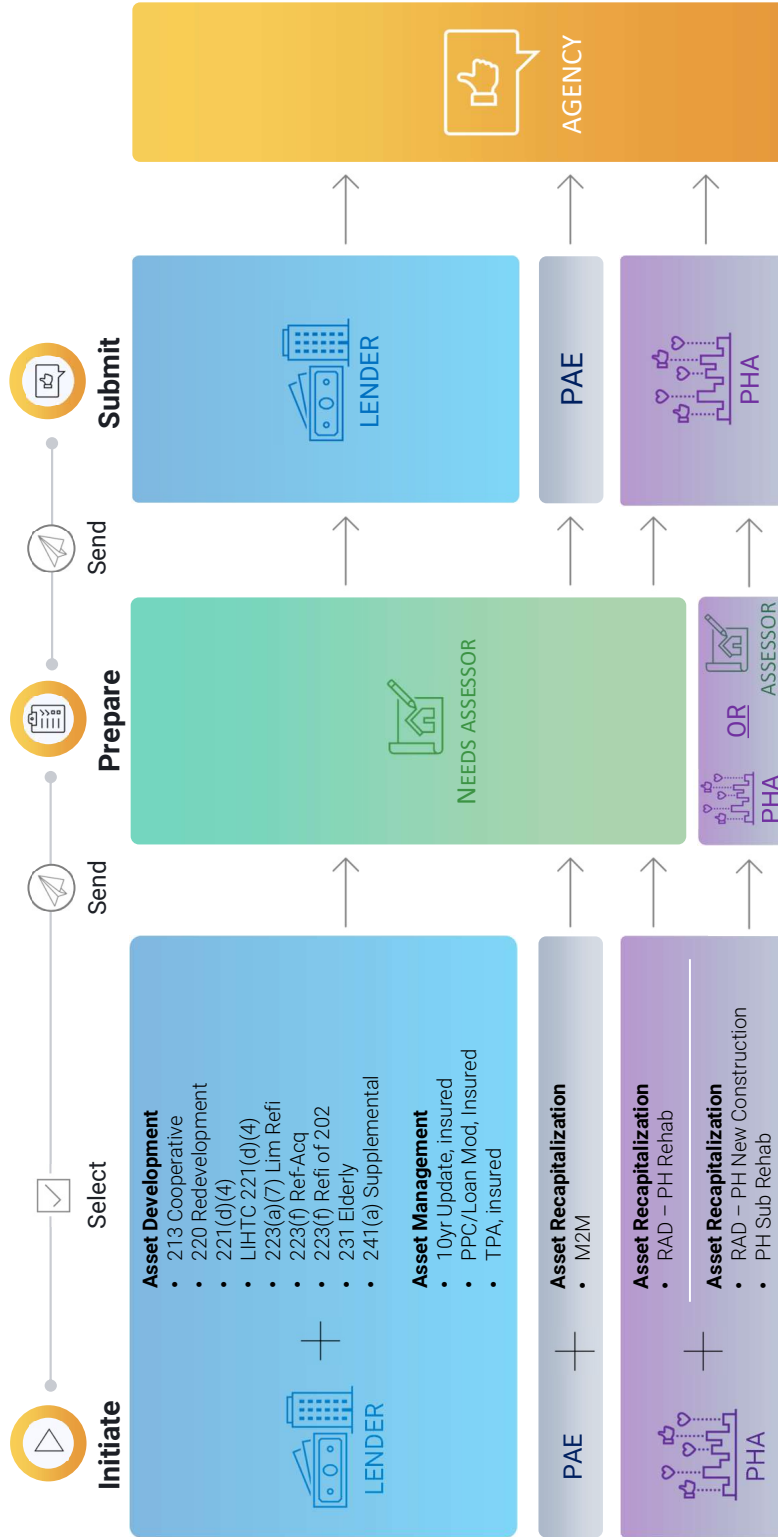 Initiate
Select
Send
Prepare
Send
Submit
LENDER
Asset Development
• 213 Cooperative
• 220 Redevelopment
• 221(d)(4)
• LIHTC 221(d)(4)
• 223(a)(7) Lim Refi
• 223(f) Ref-Acq
• 223(f) Refi of 202
• 231 Elderly
• 241(a) Supplemental
Asset Management
• 10yr Update, insured
• PPC/Loan Mod, Insured
• TPA, insured
PAE
Asset Recapitalization
• M2M
PHA
Asset Recapitalization
• RAD – PH Rehab
Asset Recapitalization
• RAD – PH New Construction
• PH Sub Rehab
NEEDS ASSESSOR
PHA
OR
ASSESSOR
LENDER
PAE
PHA
AGENCY